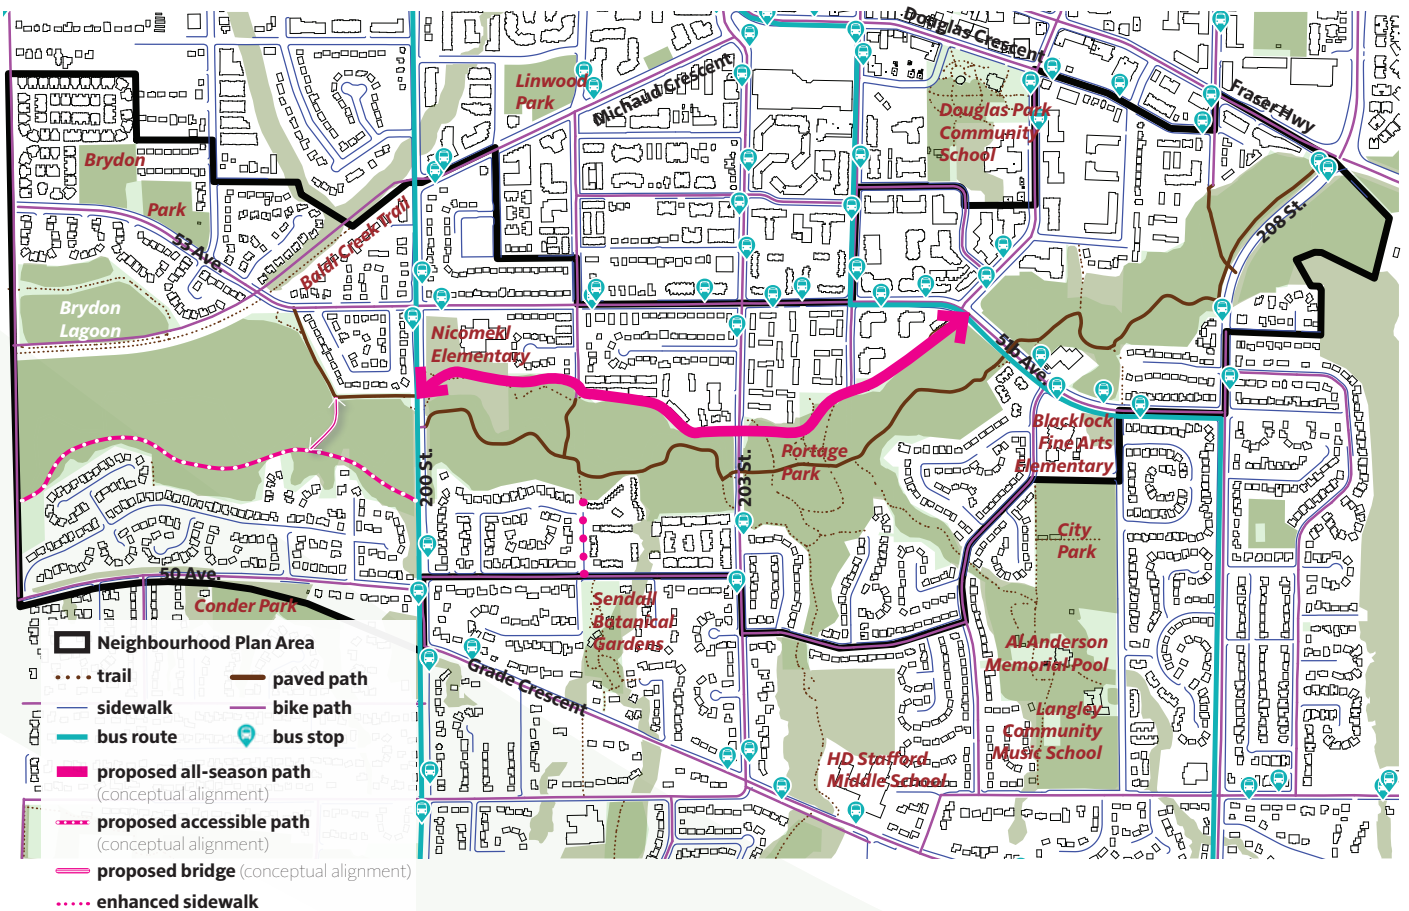 Douglas Crescent
Linwood
Park
Michaud Crescent
Fraser Hwy
Douglas Park
Community
School
Brydon
Park
53 Ave.
Baldi Creek Trail
208 St.
Brydon
Lagoon
Nicomekl
Elementary
51b Ave.
Blacklock
Fine Arts
Elementary
Portage
Park
200 St.
203 St.
City
Park
50 Ave.
Conder Park
Sendall
Botanical
Gardens
Al Anderson
Memorial Pool
Grade Crescent
Langley
Community
Music School
HD Stafford
Middle School
Neighbourhood Plan Area
trail
paved path
sidewalk
bike path
bus route
bus stop
proposed all-season path
(conceptual alignment)
proposed accessible path
(conceptual alignment)
proposed bridge (conceptual alignment)
enhanced sidewalk